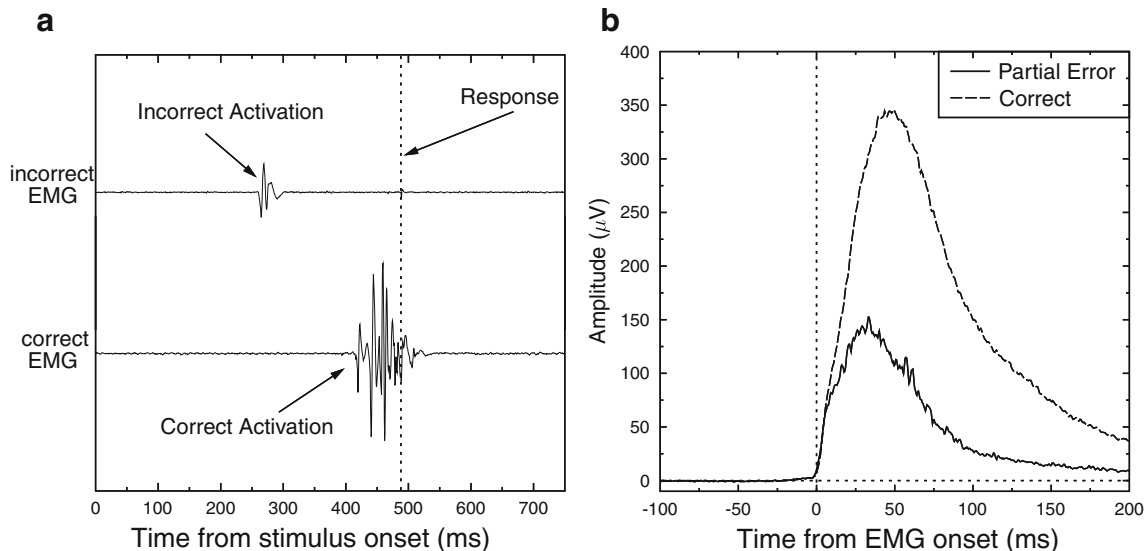 a
Incorrect Activation
Response
incorrect
EMG
correct
EMG
Correct Activation
0 100 200 300 400 500 600 700
Time from stimulus onset (ms)
b
400
350
300
250
200
150
100
50
0
Amplitude (μV)
Partial Error
Correct
-100 -50 0 50 100 150 200
Time from EMG onset (ms)